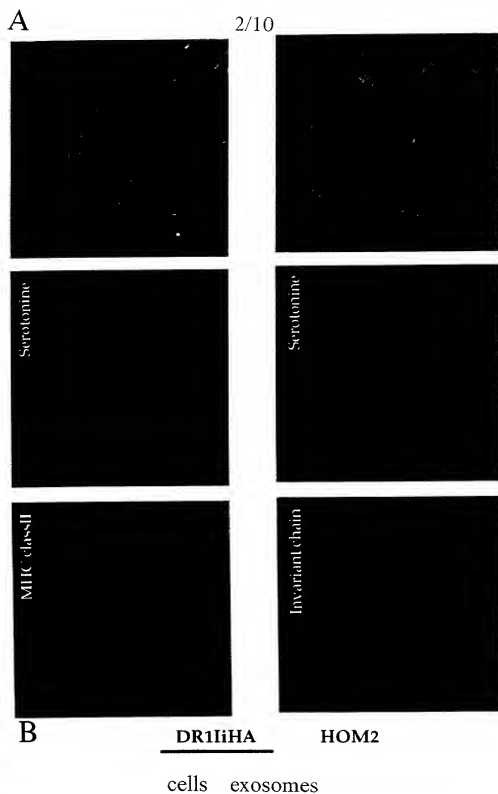 A
2/10
Serotonine
Serotonine
MHC classII
Invariant chain
B
DR1IiHA HOM2
cells exosomes